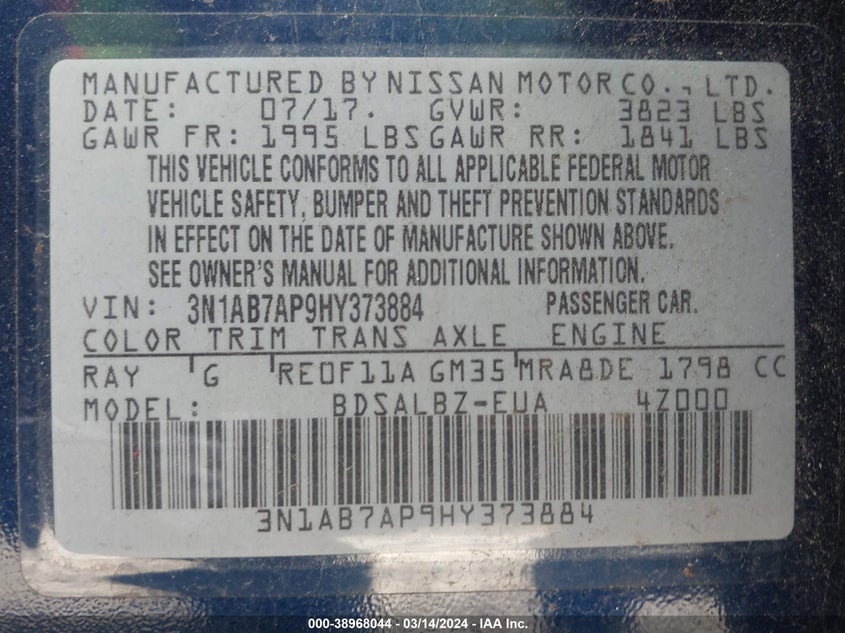 MANUFACTURED BY NISSAN MOTOR CO., LTD.
DATE: 07/17. GVWR: 3823 LBS
GAWR FR: 1995 LBS GAWR RR: 1841 LBS
THIS VEHICLE CONFORMS TO ALL APPLICABLE FEDERAL MOTOR
VEHICLE SAFETY, BUMPER AND THEFT PREVENTION STANDARDS
IN EFFECT ON THE DATE OF MANUFACTURE SHOWN ABOVE.
SEE OWNER'S MANUAL FOR ADDITIONAL INFORMATION.
VIN: 3N1AB7AP9HY373884 PASSENGER CAR.
COLOR TRIM TRANS AXLE ENGINE
RAY G RE0F11A GM35 MRA8DE 1798 CC
MODEL: BDSALBZ-EUA 4Z000
3N1AB7AP9HY373884
000-38968044 - 03/14/2024 - IAA Inc.